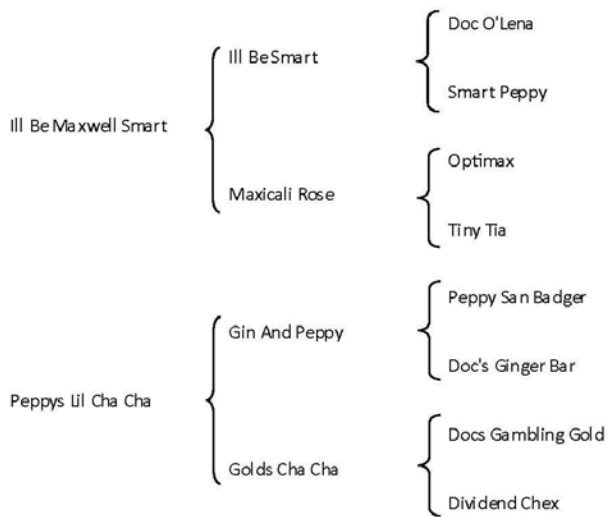 Doc O'Lena
Ill Be Smart
Smart Peppy
Ill Be Maxwell Smart
Optimax
Maxicali Rose
Tiny Tia
Peppy San Badger
Gin And Peppy
Doc's Ginger Bar
Peppys Lil Cha Cha
Docs Gambling Gold
Golds Cha Cha
Dividend Chex